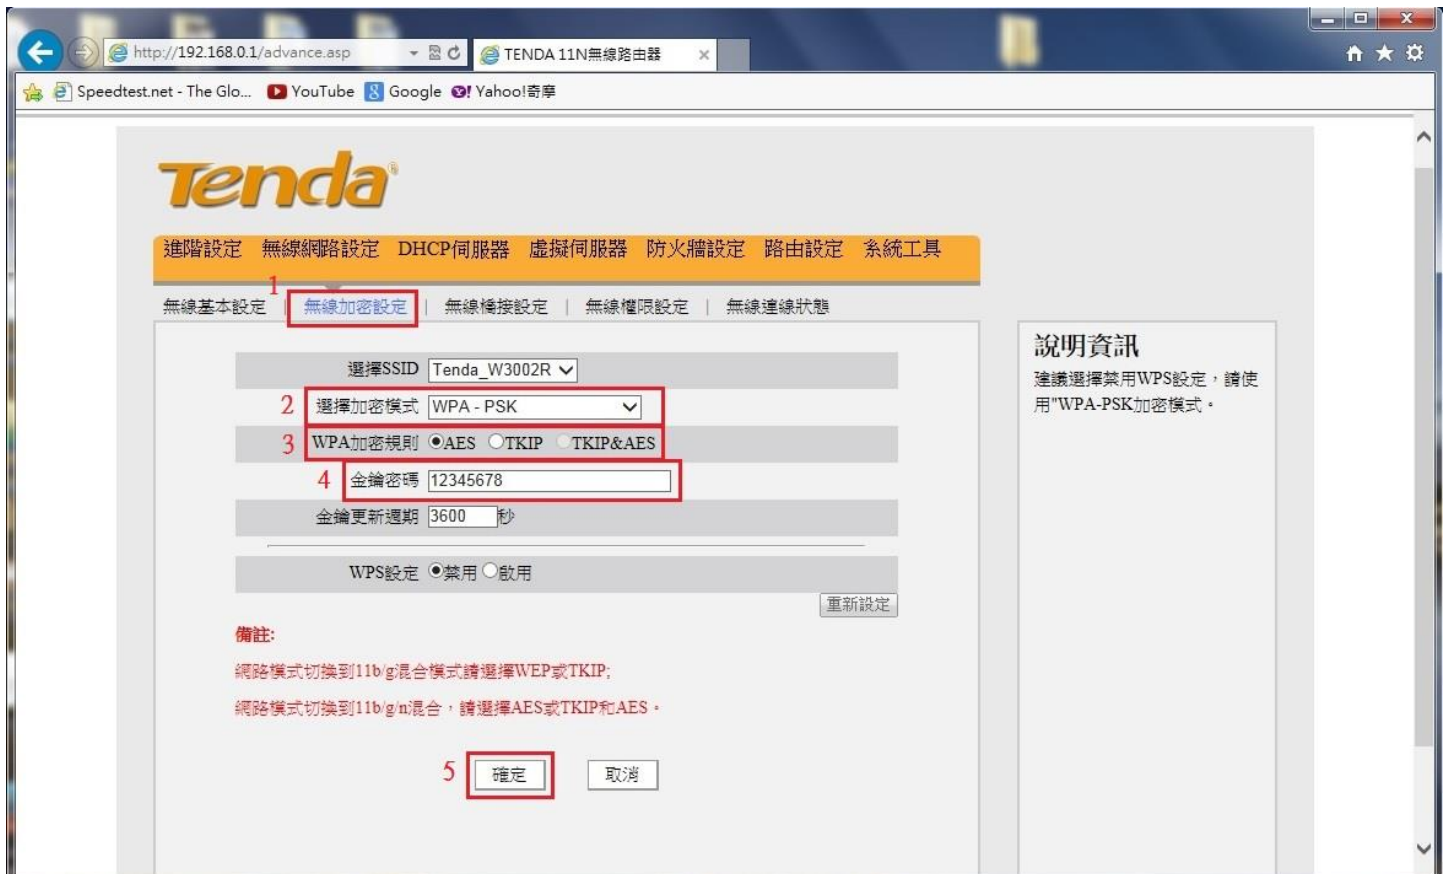 http://192.168.0.1/advance.asp
TENDA 11N無線路由器
Speedtest.net - The Glo... YouTube Google Yahoo!奇摩
Tenda®
進階設定 無線網路設定 DHCP伺服器 虛擬伺服器 防火牆設定 路由設定 系統工具
1
無線基本設定 | 無線加密設定 | 無線橋接設定 | 無線權限設定 | 無線連線狀態
選擇SSID Tenda_W3002R
2 選擇加密模式 WPA - PSK
3 WPA加密規則 AES TKIP TKIP&AES
4 金鑰密碼 12345678
金鑰更新週期 3600 秒
WPS設定 禁用 啟用
重新設定
備註:
網路模式切換到11b/g混合模式請選擇WEP或TKIP;
網路模式切換到11b/g/n混合，請選擇AES或TKIP和AES。
5 確定 取消
說明資訊
建議選擇禁用WPS設定，請使
用"WPA-PSK加密模式。